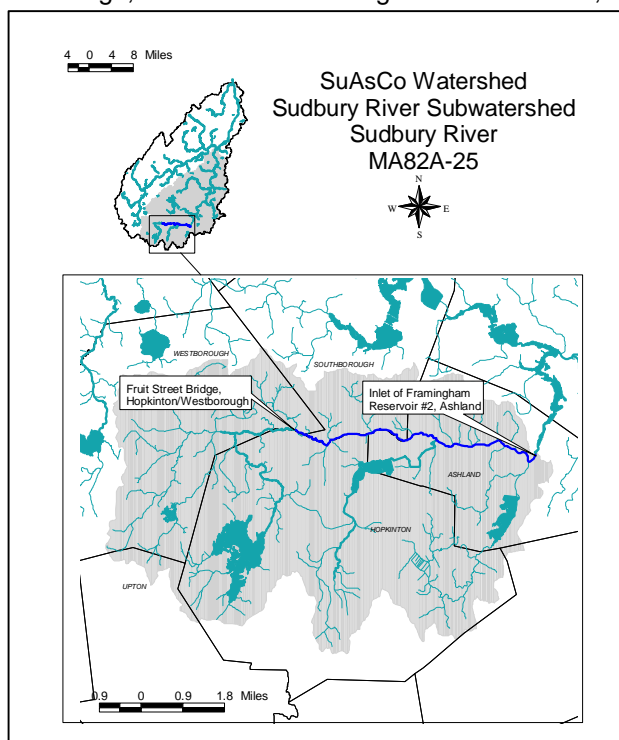 4 0 4 8 Miles
SuAsCo Watershed
Sudbury River Subwatershed
Sudbury River
MA82A-25
N
W E
S
WESTBOROUGH
SOUTHBOROUGH
Fruit Street Bridge,
Hopkinton/Westborough
Inlet of Framingham
Reservoir #2, Ashland
ASHLAND
HOPKINTON
UPTON
0.9 0 0.9 1.8 Miles